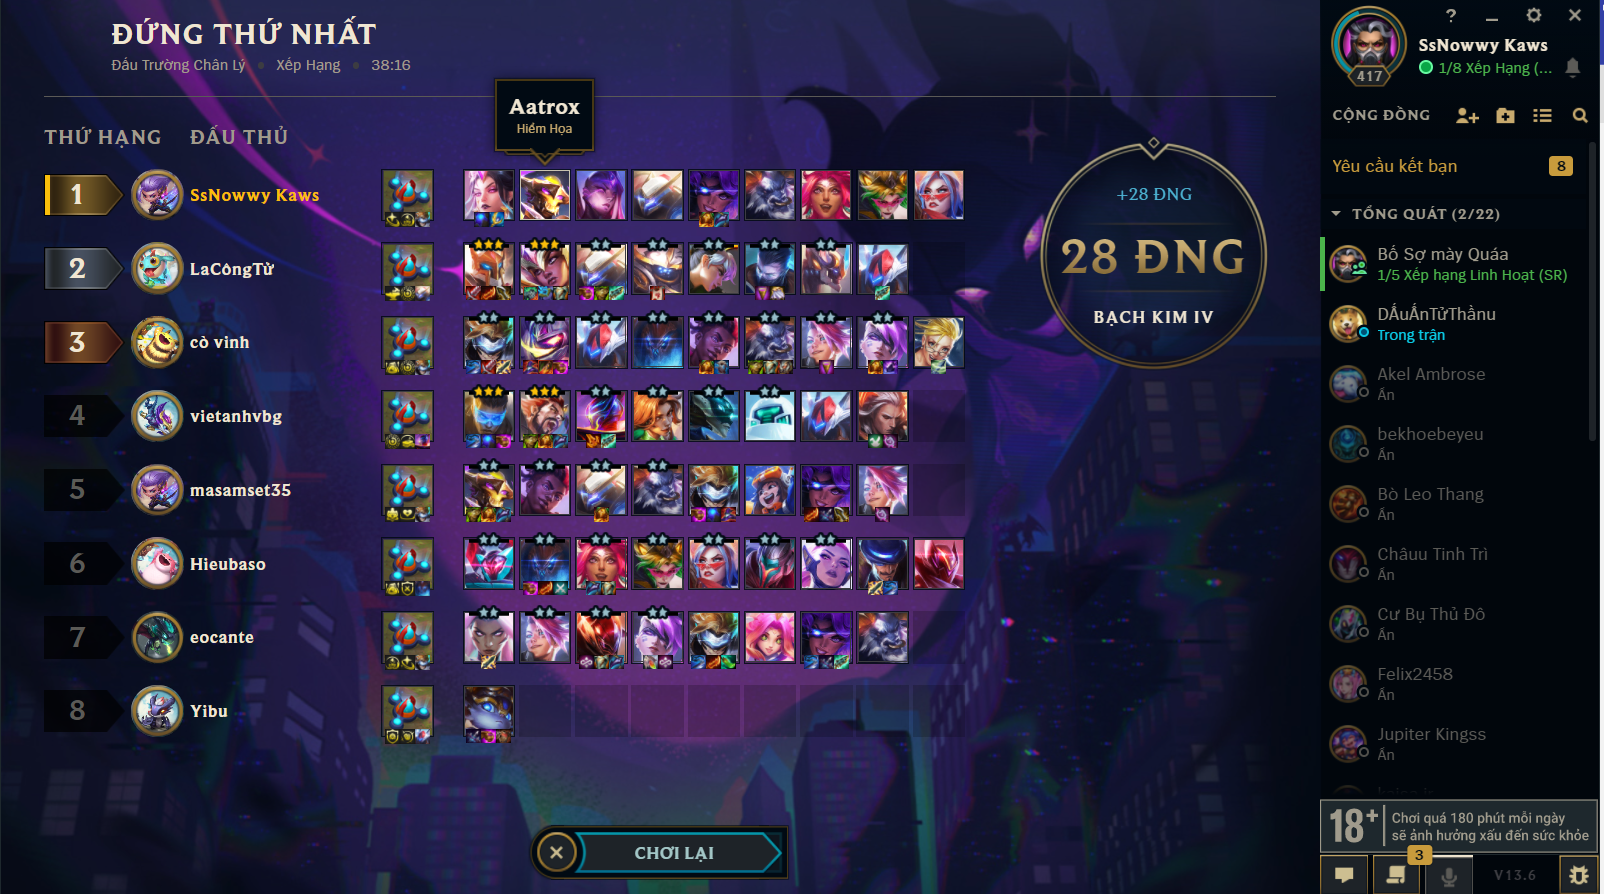 ĐỨNG THỨ NHẤT
Đấu Trường Chân Lý • Xếp Hạng • 38:16
Aatrox
Hiểm Họa
THỨ HẠNG ĐẤU THỦ
1 SsNowwy Kaws
2 LaCôngTử
3 cò vinh
4 vietanhvbg
5 masamset35
6 Hieubaso
7 eocante
8 Yibu
+28 ĐNG
28 ĐNG
BẠCH KIM IV
CHƠI LẠI
?
SsNowwy Kaws
417
1/8 Xếp Hạng (...
CỘNG ĐỒNG
Yêu cầu kết bạn 8
TỔNG QUÁT (2/22)
Bố Sợ mày Quáa
1/5 Xếp hạng Linh Hoạt (SR)
DấuấnTửThầnu
Trong trận
Akel Ambrose
Ẩn
bekhoebeyeu
Ẩn
Bò Leo Thang
Ẩn
Châuu Tinh Trì
Ẩn
Cư Bụ Thủ Đô
Ẩn
Felix2458
Ẩn
Jupiter Kingss
Ẩn
18+ Chơi quá 180 phút mỗi ngày
sẽ ảnh hưởng xấu đến sức khỏe
3
V13.6